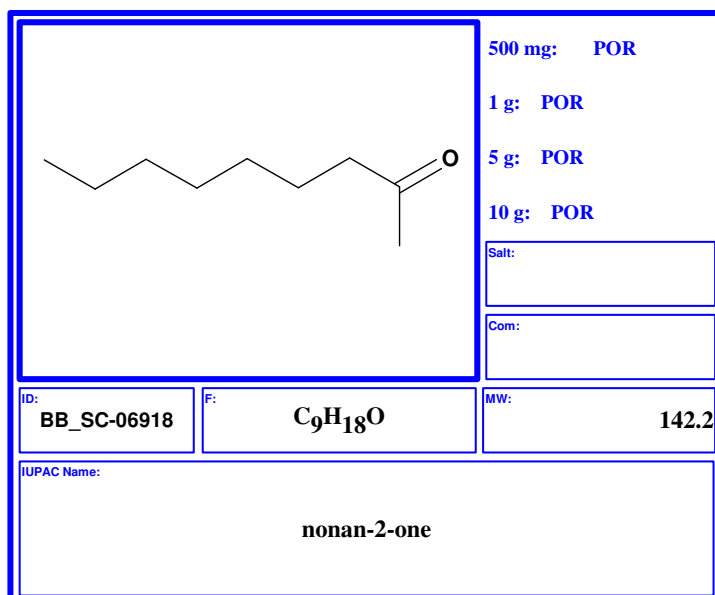 O
500 mg: POR
1 g: POR
5 g: POR
10 g: POR
Salt:
Com:
ID:
BB_SC-06918
F:
C9H18O
MW:
142.2
IUPAC Name:
nonan-2-one